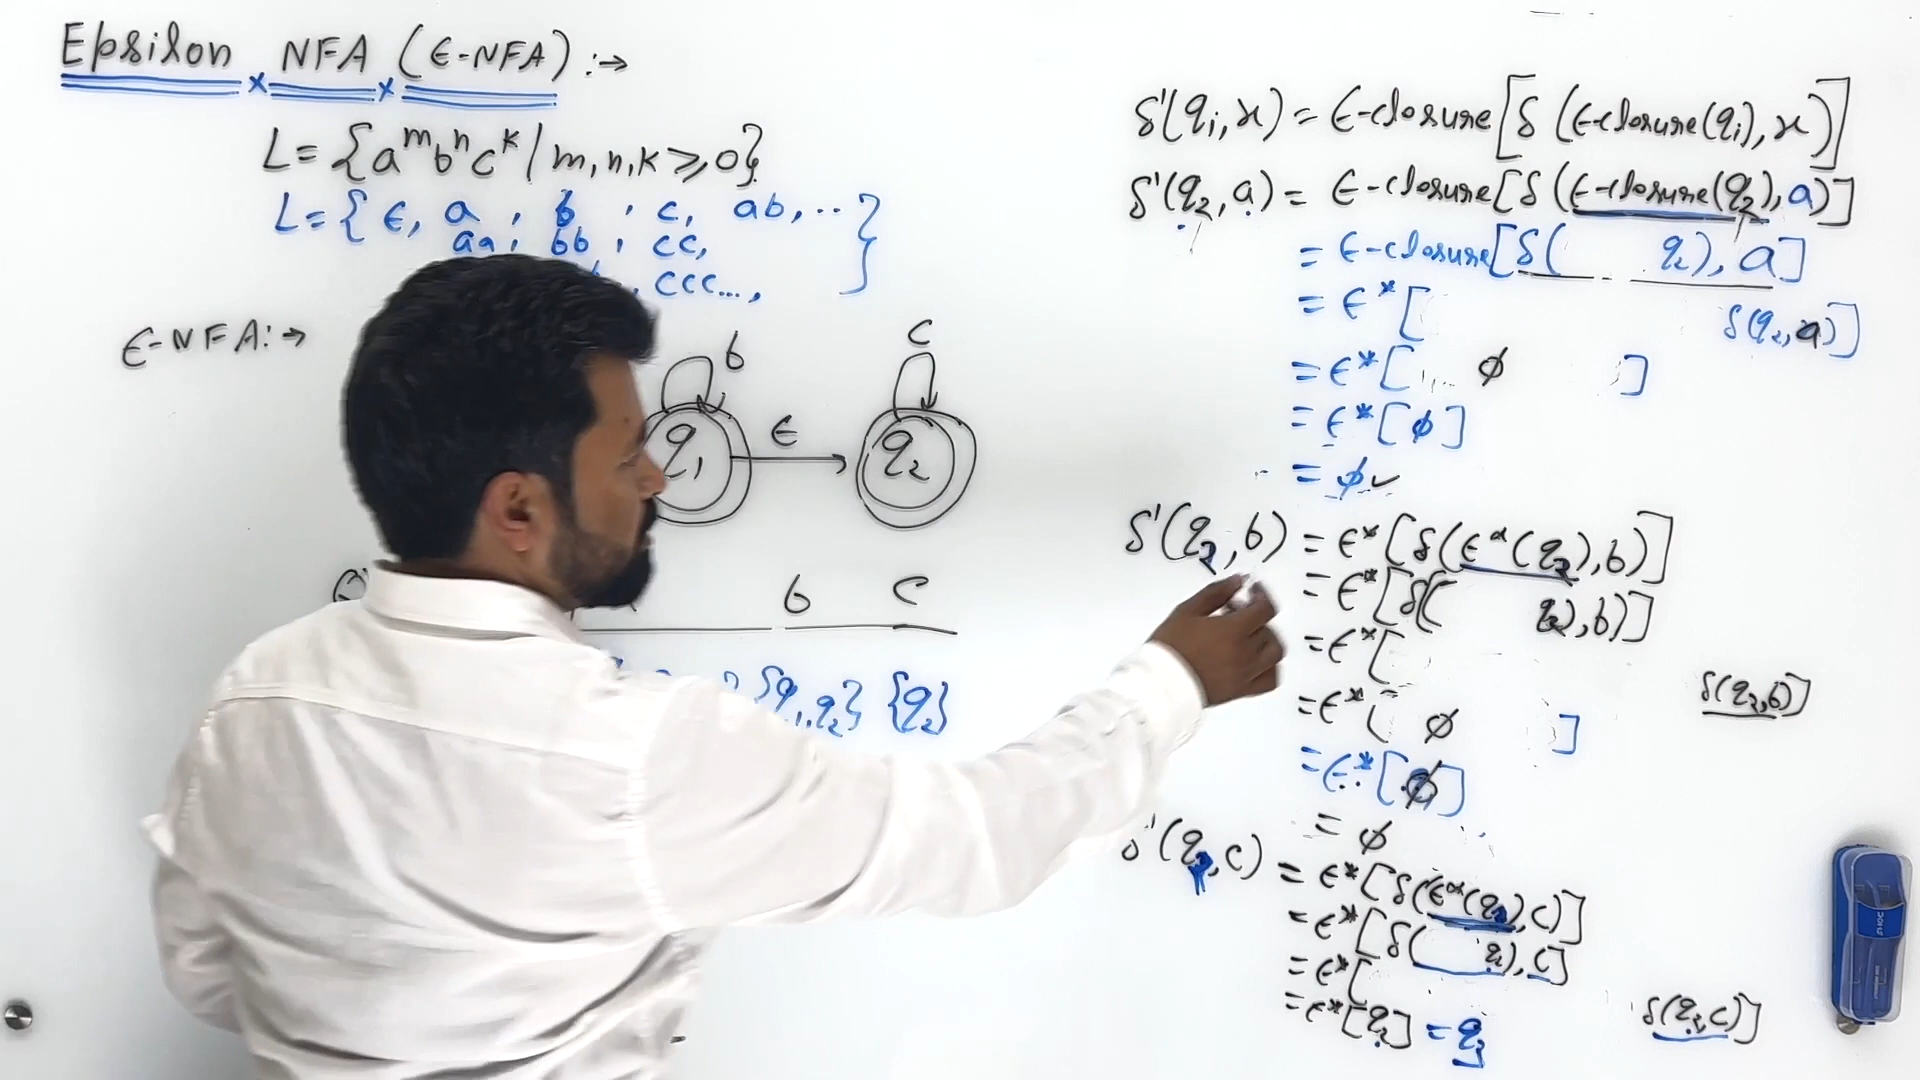 Epsilon NFA (ϵ-NFA) :→
L = {a^m b^n c^k / m, n, k ≥ 0}
L = { ϵ, a , b , c, ab, .. }
aa, bb , cc,
, ccc...,
ϵ-NFA :→
b
c
q₁
ϵ
q₂
b c
{q₁,q₂} {q₂}
δ'(qᵢ, x) = ϵ-closure[δ (ϵ-closure(qᵢ), x)]
δ'(q₂, a) = ϵ-closure[δ (ϵ-closure(q₂), a)]
= ϵ-closure[δ( q₂), a]
= ϵ*[ δ(q₂, a)]
= ϵ*[ ϕ ]
= ϵ*[ϕ]
= ϕ ✓
δ'(q₂, b) = ϵ*[δ(ϵ*(q₂), b)]
= ϵ*[δ( q₂), b)]
= ϵ*[ δ(q₂, b)]
= ϵ*[ ϕ ]
= ϵ*[ϕ]
= ϕ
δ'(q₂, c) = ϵ*[δ(ϵ*(q₂), c)]
= ϵ*[δ( q₂), c]
= ϵ*[ δ(q₂, c)]
= ϵ*[q₂] = q₂